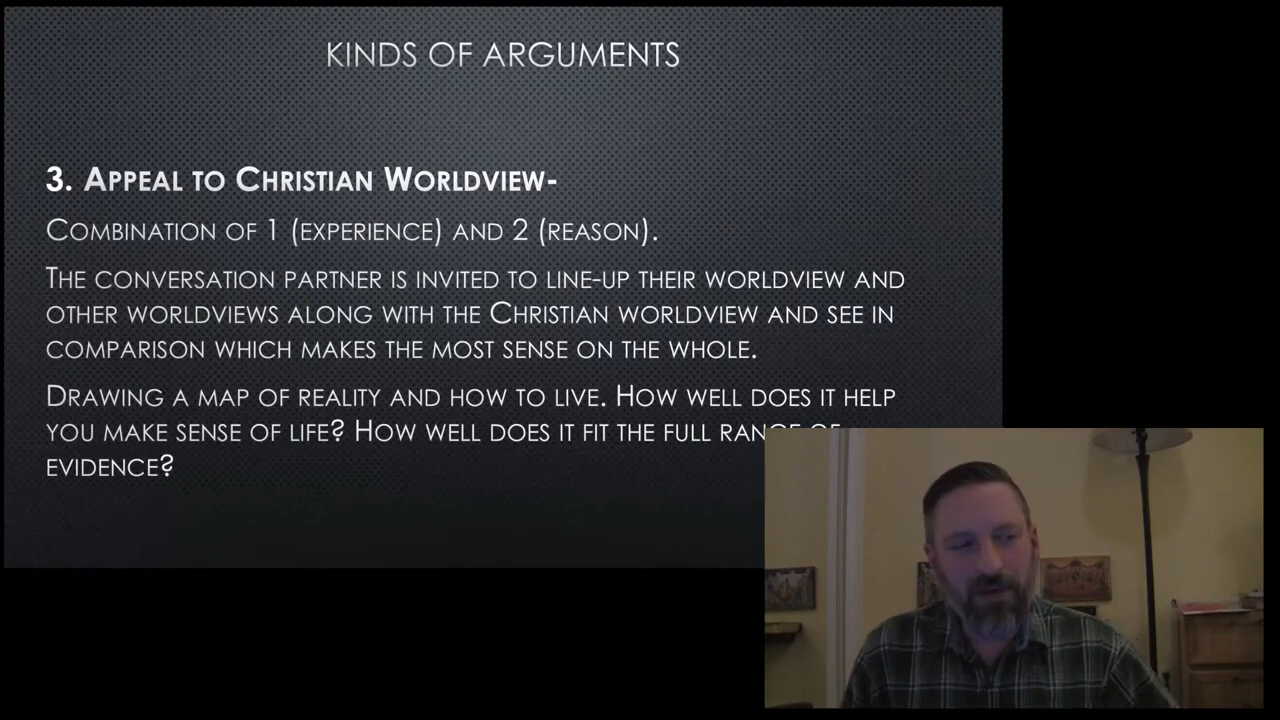 KINDS OF ARGUMENTS
3. APPEAL TO CHRISTIAN WORLDVIEW-
COMBINATION OF 1 (EXPERIENCE) AND 2 (REASON).
THE CONVERSATION PARTNER IS INVITED TO LINE-UP THEIR WORLDVIEW AND
OTHER WORLDVIEWS ALONG WITH THE CHRISTIAN WORLDVIEW AND SEE IN
COMPARISON WHICH MAKES THE MOST SENSE ON THE WHOLE.
DRAWING A MAP OF REALITY AND HOW TO LIVE. HOW WELL DOES IT HELP
YOU MAKE SENSE OF LIFE? HOW WELL DOES IT FIT THE FULL RANGE OF
EVIDENCE?